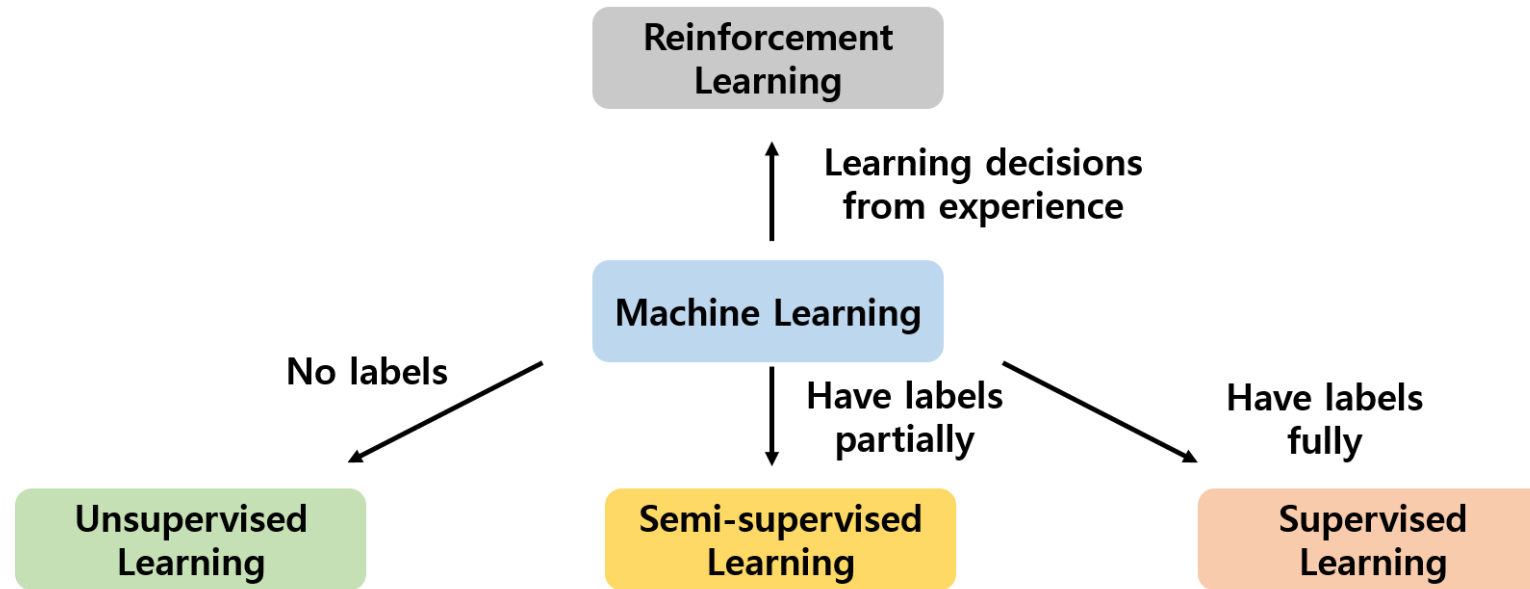 Reinforcement
Learning
Learning decisions
from experience
Machine Learning
No labels
Have labels
partially
Have labels
fully
Unsupervised
Learning
Semi-supervised
Learning
Supervised
Learning